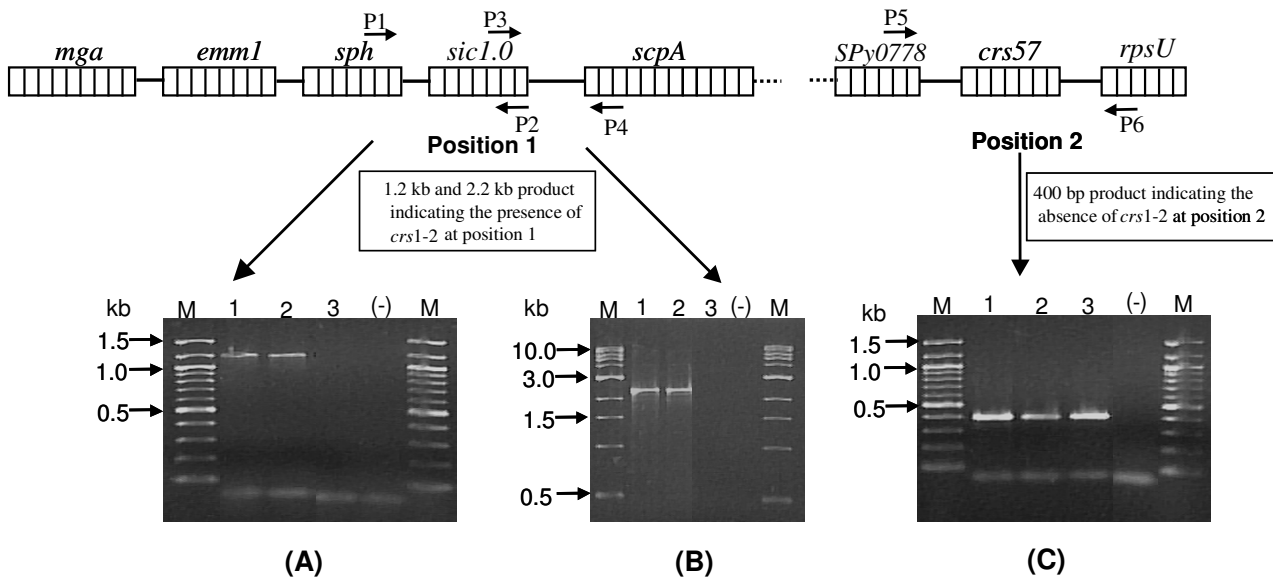 P1 P3 P5
mga emm1 sph sic1.0 scpA SPy0778 crs57 rpsU
P2 P4 P6
Position 1 Position 2
1.2 kb and 2.2 kb product
indicating the presence of
crs1-2 at position 1
400 bp product indicating the
absence of crs1-2 at position 2
kb M 1 2 3 (-) M
1.5
1.0
0.5
(A)
kb M 1 2 3 (-) M
10.0
3.0
1.5
0.5
(B)
kb M 1 2 3 (-) M
1.5
1.0
0.5
(C)